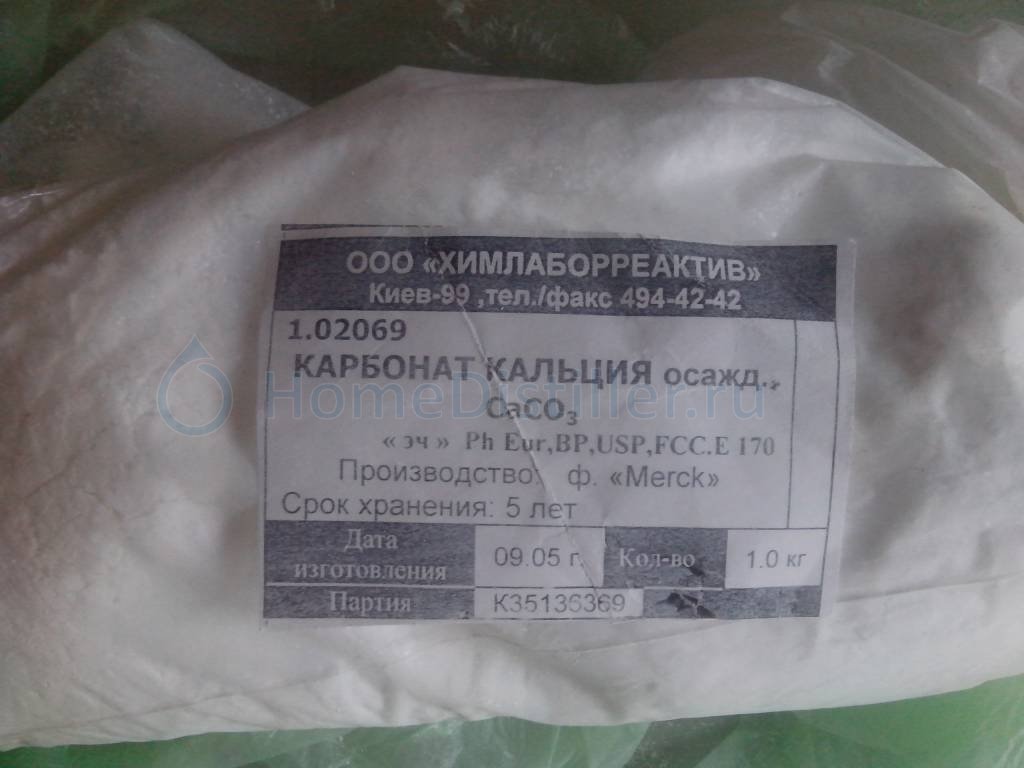 ООО «ХИМЛАБОРРЕАКТИВ»
Киев-99 ,тел./факс 494-42-42
1.02069
КАРБОНАТ КАЛЬЦИЯ осажд.,
HomeDistiller.ru
CaCO₃
« эч » Ph Eur,BP,USP,FCC.E 170
Производство: ф. «Merck»
Срок хранения: 5 лет
Дата изготовления 09.05 г. Кол-во 1.0 кг
Партия K35136369